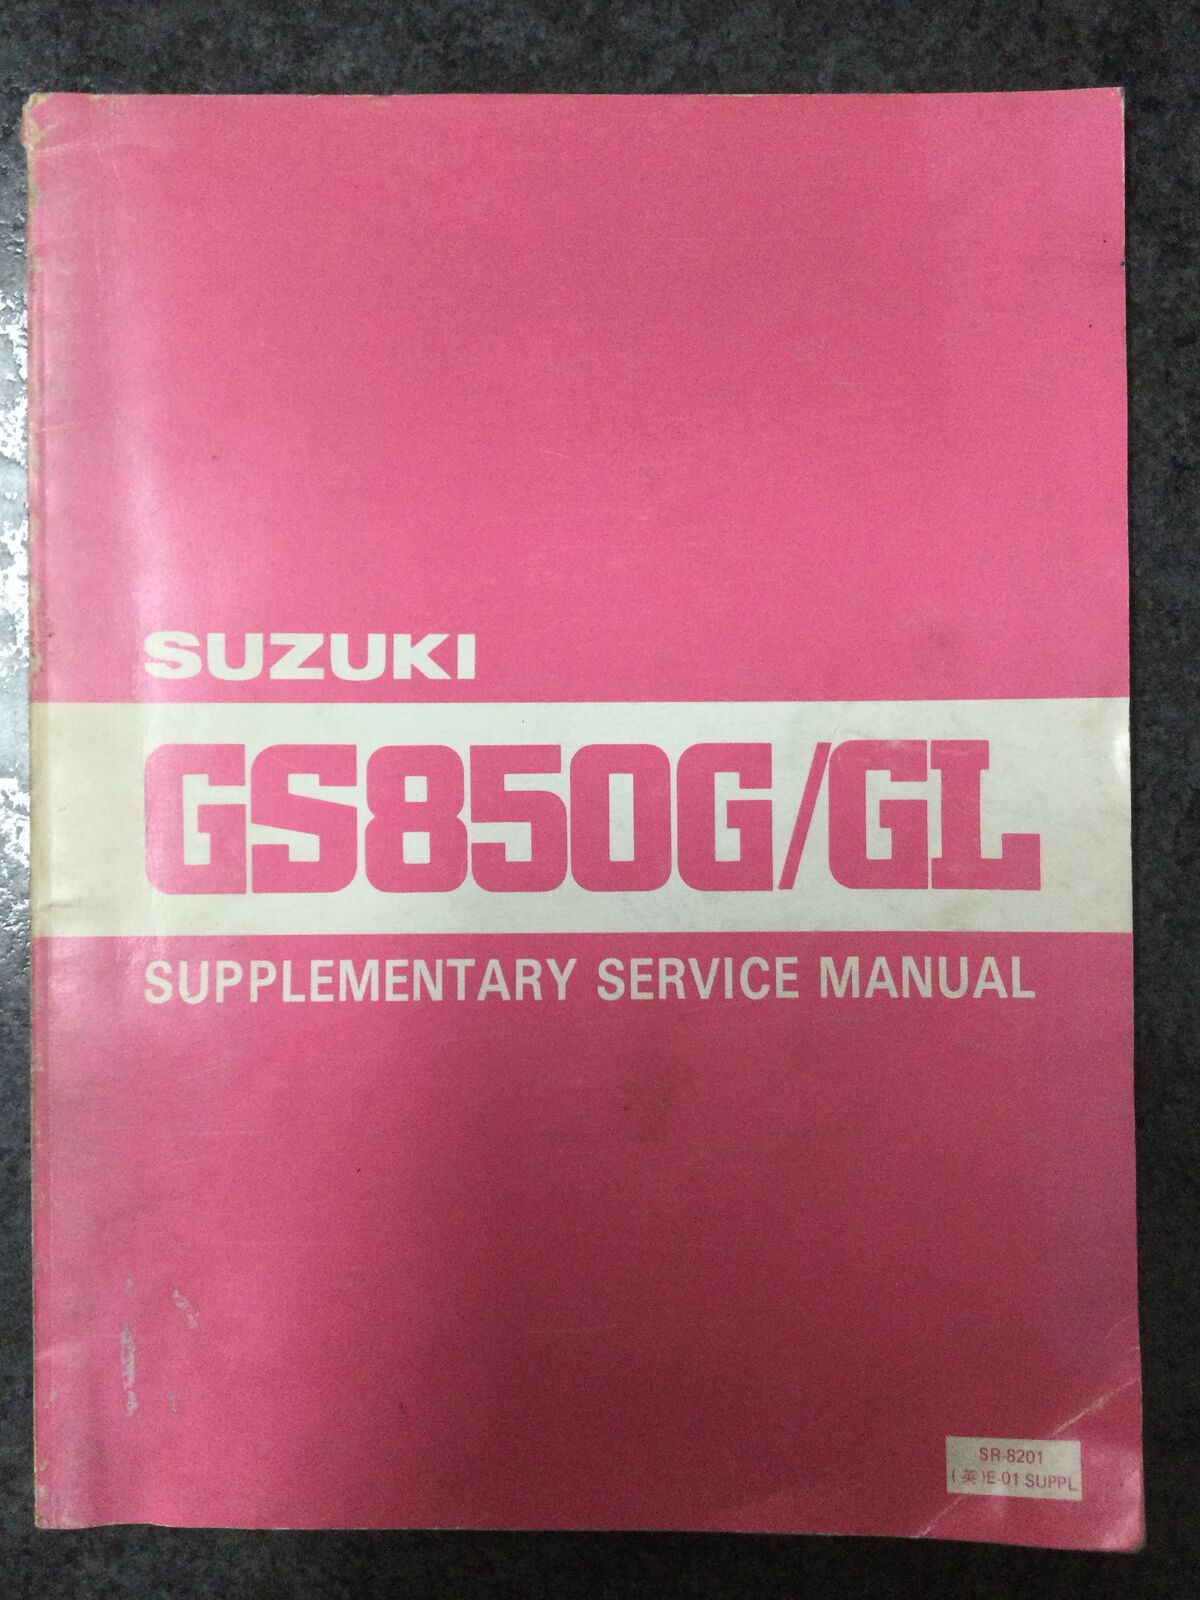 SUZUKI
GS850G/GL
SUPPLEMENTARY SERVICE MANUAL
SR-8201
(英)E-01 SUPPL